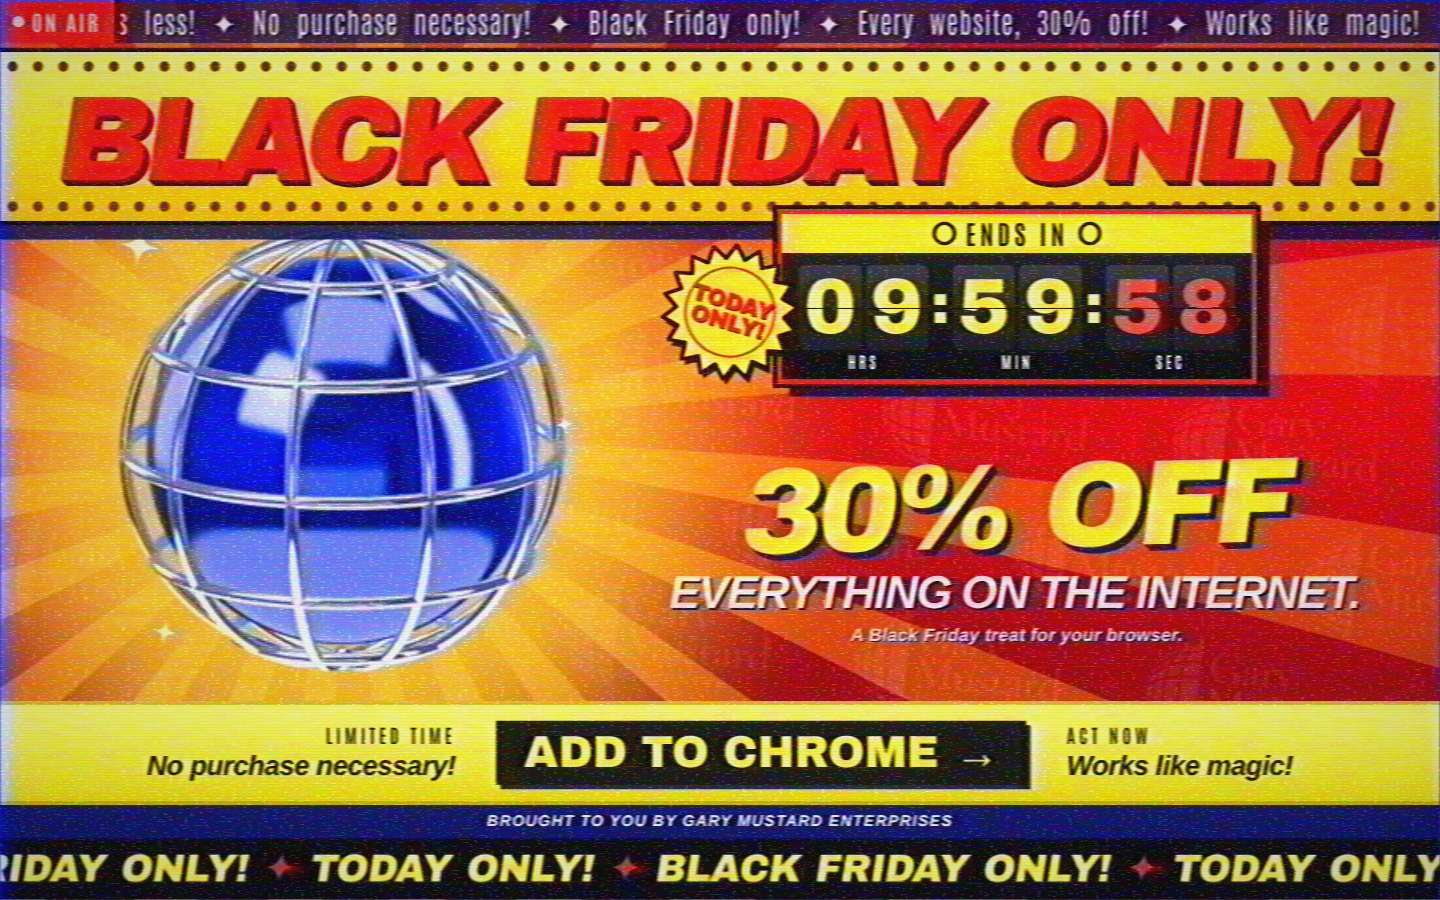 ON AIR
less! ✦ No purchase necessary! ✦ Black Friday only! ✦ Every website, 30% off! ✦ Works like magic!
BLACK FRIDAY ONLY!
ENDS IN
TODAY
ONLY!
09:59:58
HRS MIN SEC
30% OFF
EVERYTHING ON THE INTERNET.
A Black Friday treat for your browser.
LIMITED TIME
No purchase necessary!
ADD TO CHROME →
ACT NOW
Works like magic!
BROUGHT TO YOU BY GARY MUSTARD ENTERPRISES
RIDAY ONLY! ✦ TODAY ONLY! ✦ BLACK FRIDAY ONLY! ✦ TODAY ONLY